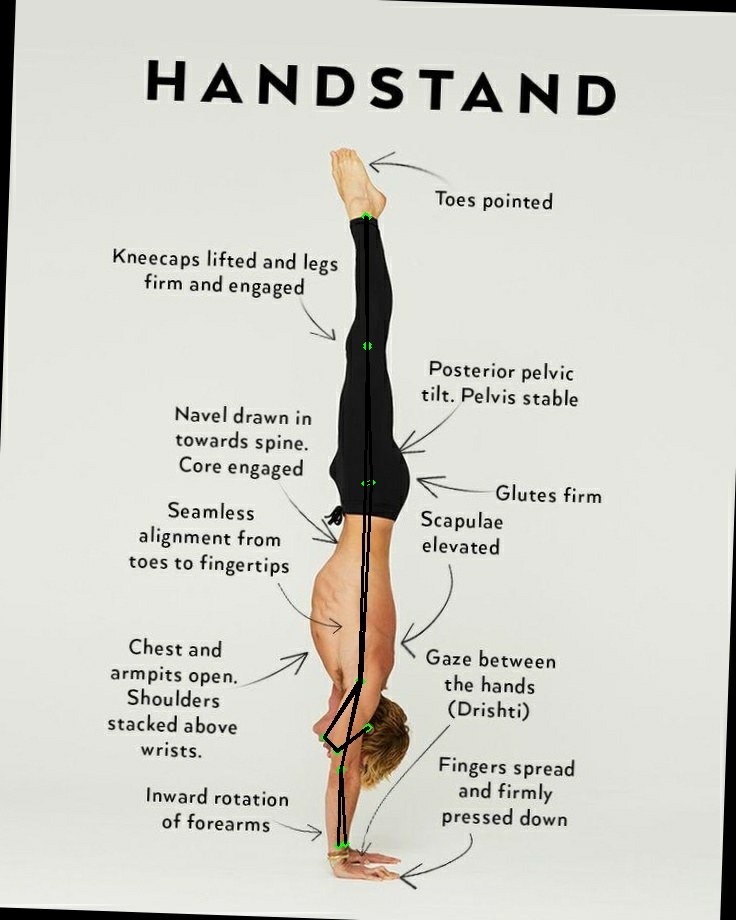 HANDSTAND
Toes pointed
Kneecaps lifted and legs
firm and engaged
Posterior pelvic
tilt. Pelvis stable
Navel drawn in
towards spine.
Core engaged
Glutes firm
Seamless
alignment from
toes to fingertips
Scapulae
elevated
Chest and
armpits open.
Shoulders
stacked above
wrists.
Gaze between
the hands
(Drishti)
Fingers spread
and firmly
pressed down
Inward rotation
of forearms